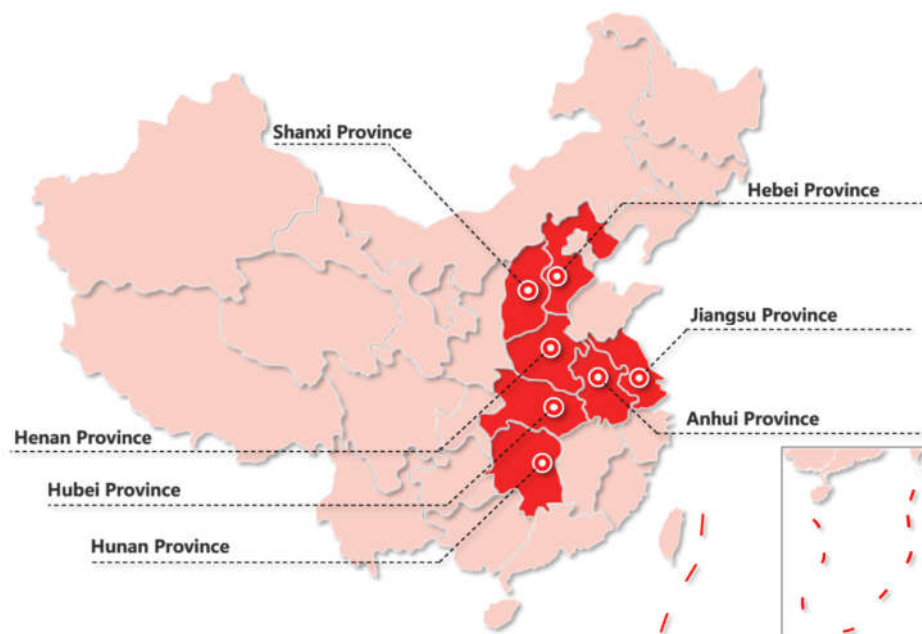 Shanxi Province
Hebei Province
Jiangsu Province
Henan Province
Anhui Province
Hubei Province
Hunan Province